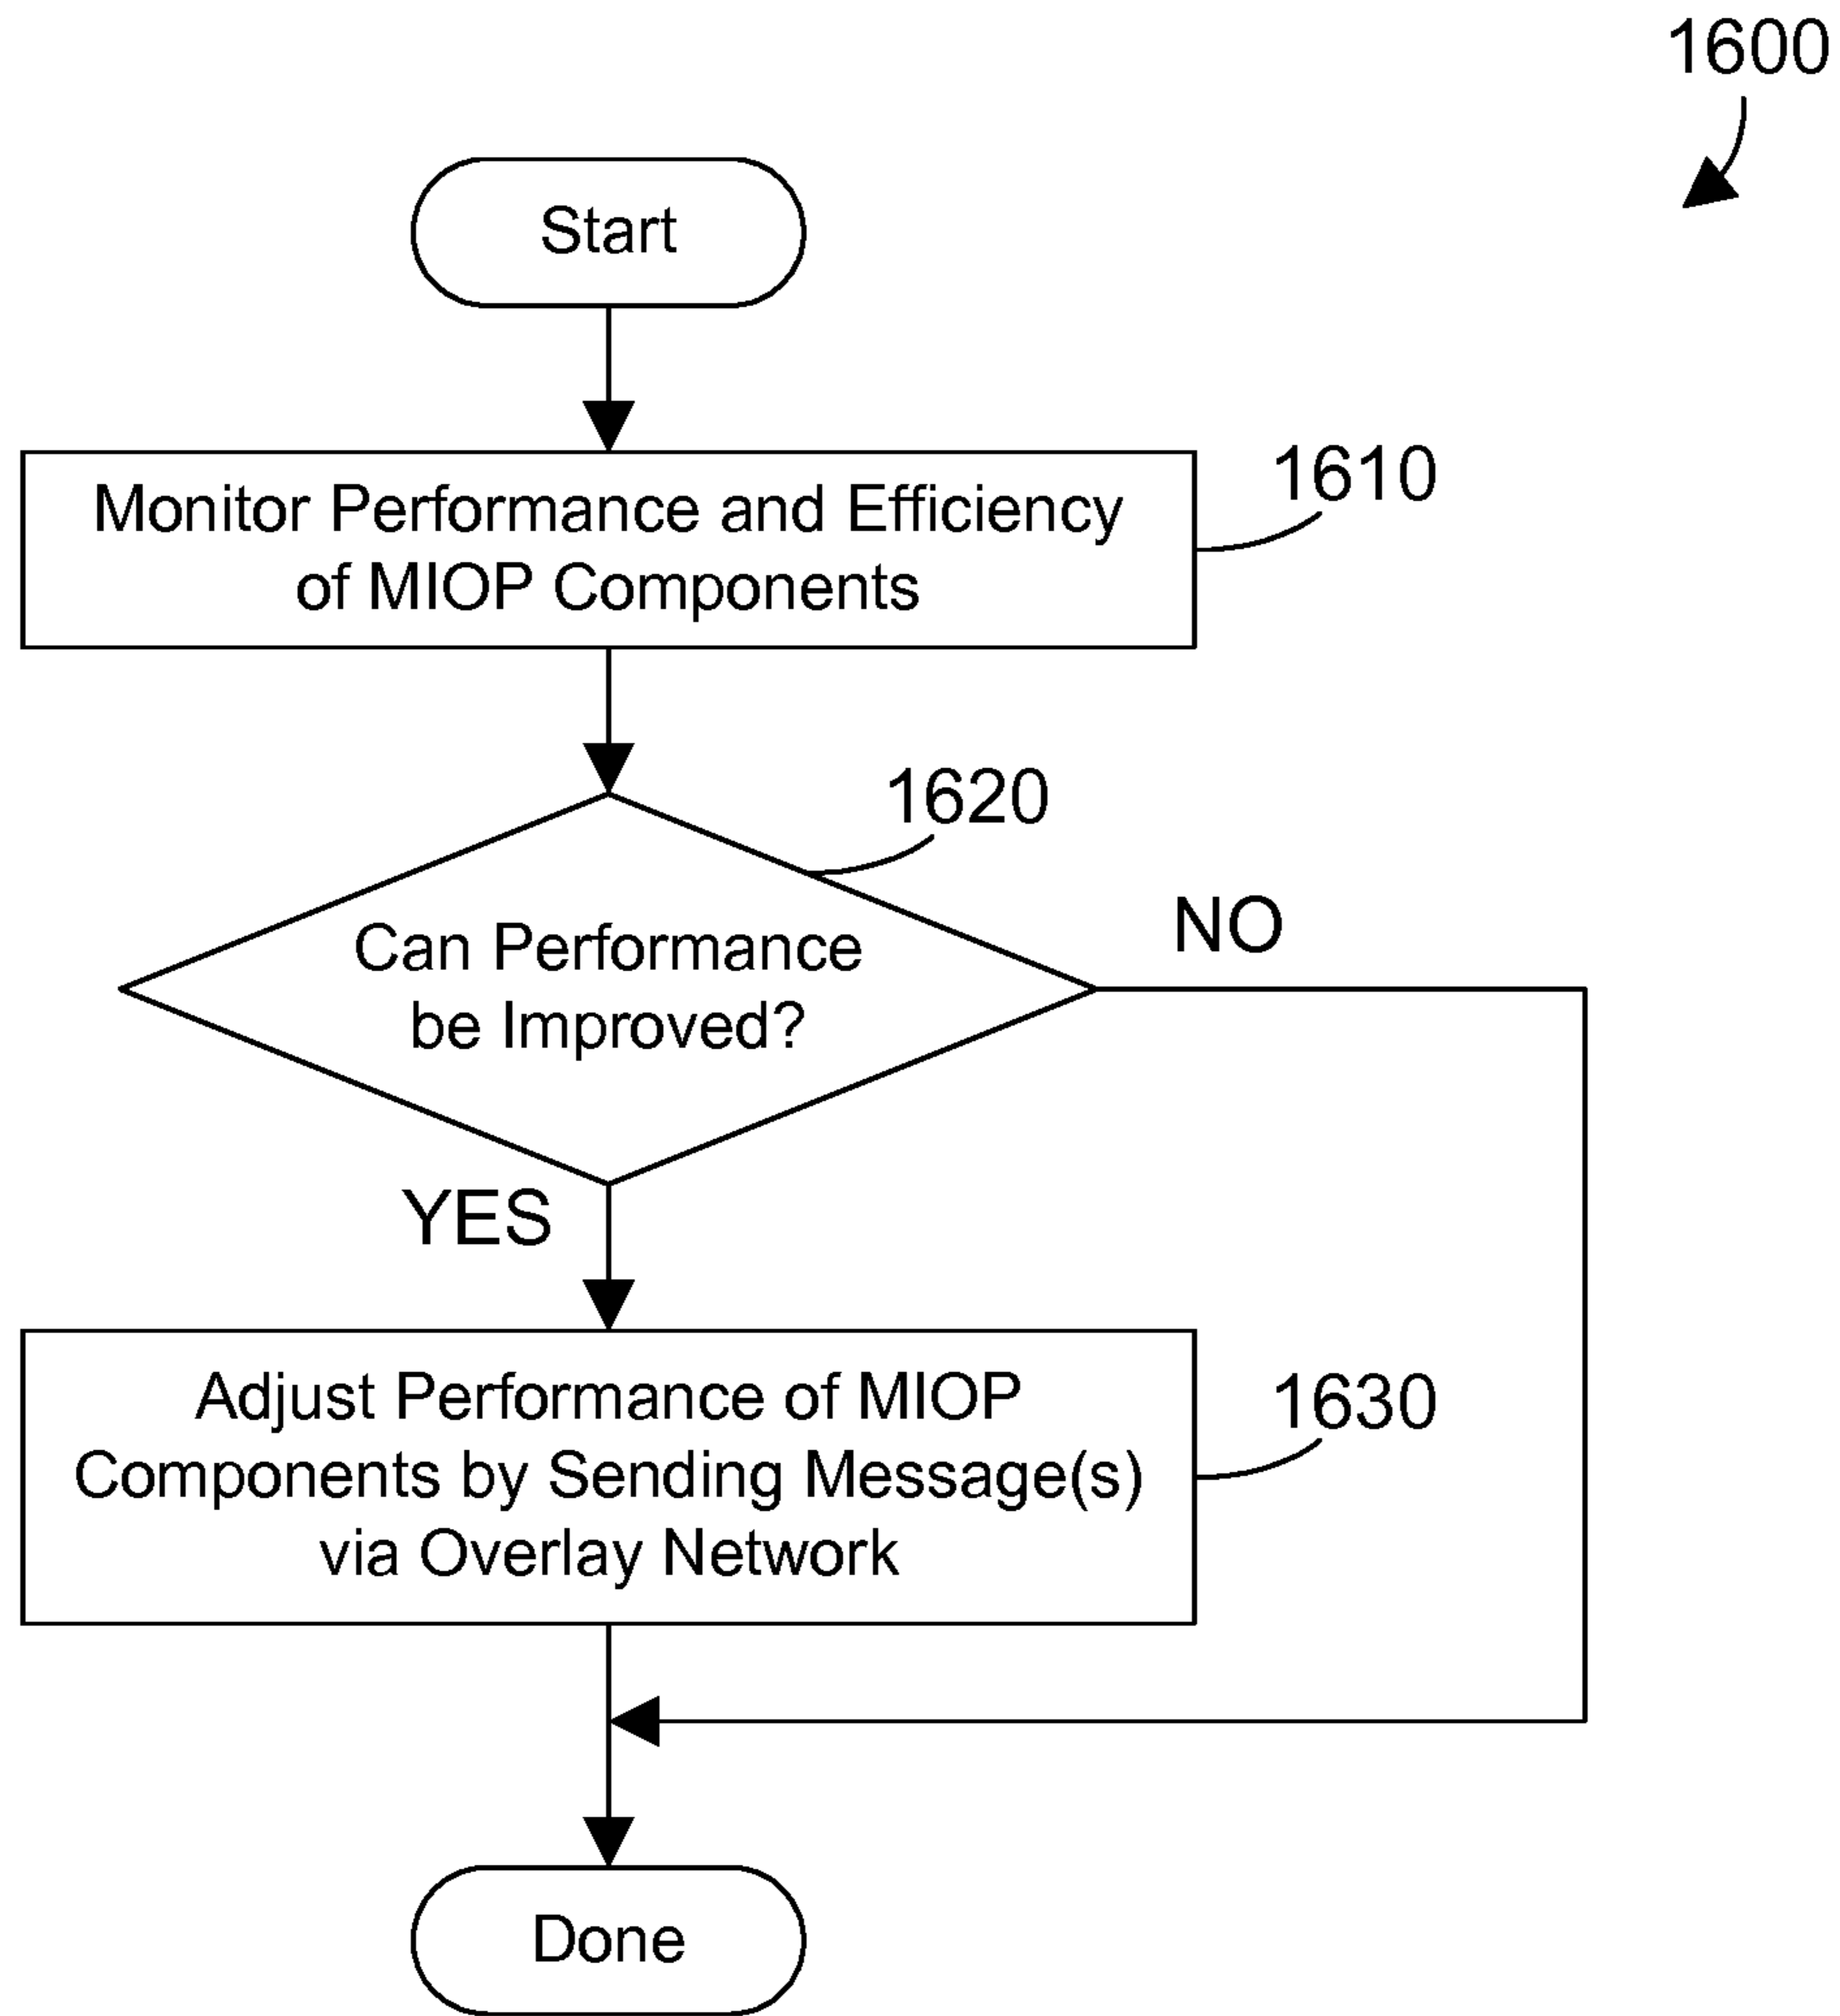 1600
Start
Monitor Performance and Efficiency
of MIOP Components
1610
1620
Can Performance
be Improved?
NO
YES
Adjust Performance of MIOP
Components by Sending Message(s)
via Overlay Network
1630
Done